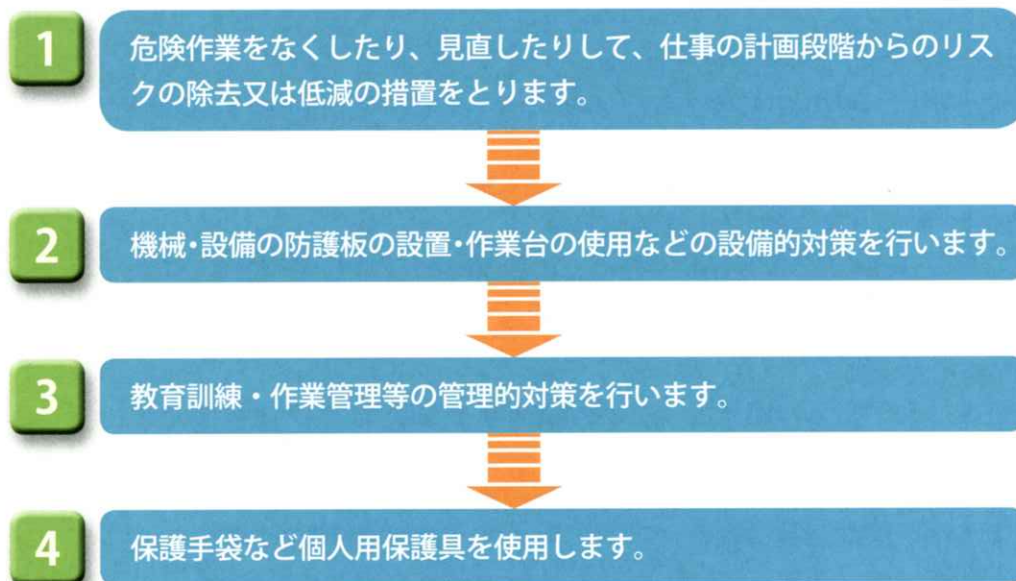 1
危険作業をなくしたり、見直したりして、仕事の計画段階からのリス
クの除去又は低減の措置をとります。
2
機械・設備の防護板の設置・作業台の使用などの設備的対策を行います。
3
教育訓練・作業管理等の管理的対策を行います。
4
保護手袋など個人用保護具を使用します。